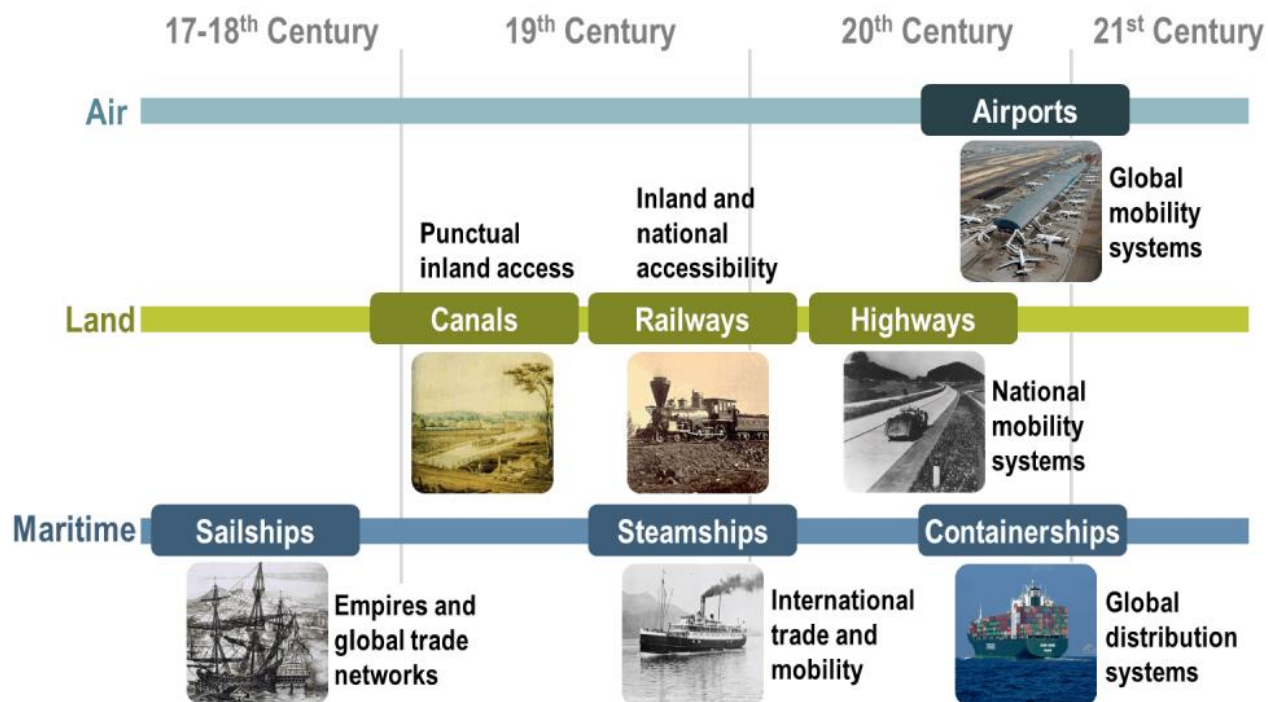 17-18th Century
19th Century
20th Century
21st Century
Air
Airports
Global
mobility
systems
Punctual
inland access
Inland and
national
accessibility
Land
Canals
Railways
Highways
National
mobility
systems
Maritime
Sailships
Steamships
Containerships
Empires and
global trade
networks
International
trade and
mobility
Global
distribution
systems